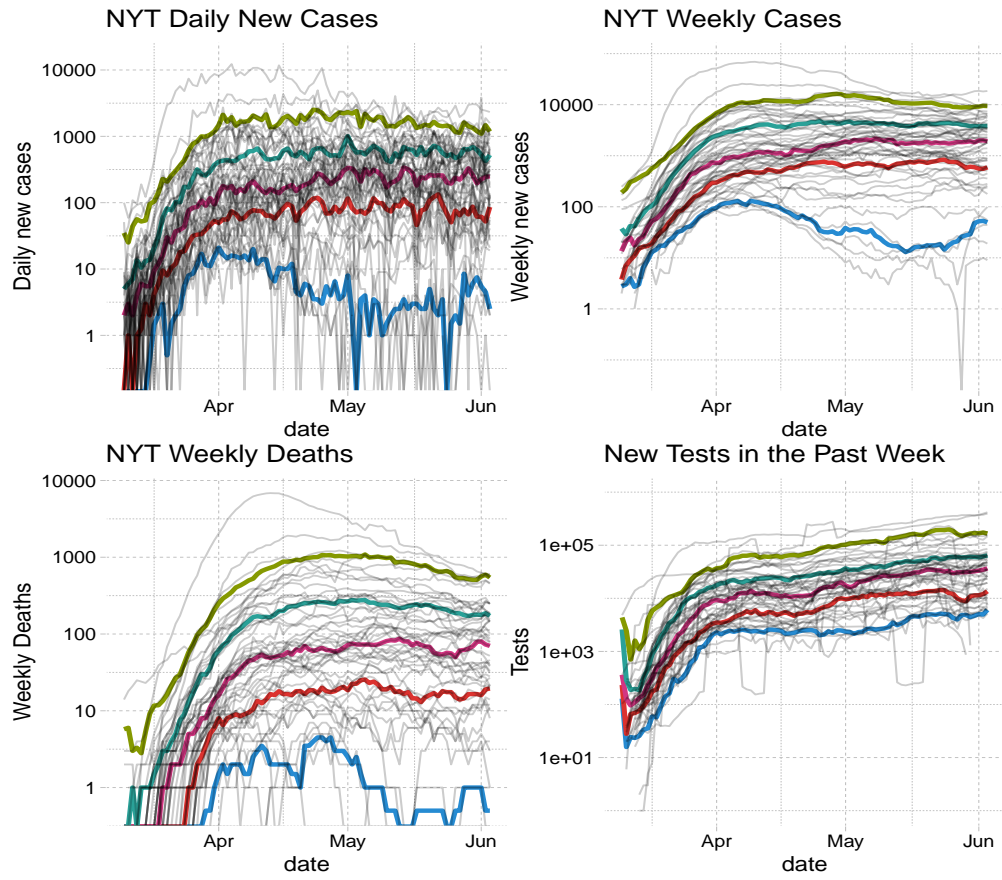 NYT Daily New Cases
Daily new cases
10000
1000
100
10
1
Apr
May
Jun
date
NYT Weekly Cases
Weekly new cases
10000
100
1
Apr
May
Jun
date
NYT Weekly Deaths
Weekly Deaths
10000
1000
100
10
1
Apr
May
Jun
date
New Tests in the Past Week
Tests
1e+05
1e+03
1e+01
Apr
May
Jun
date